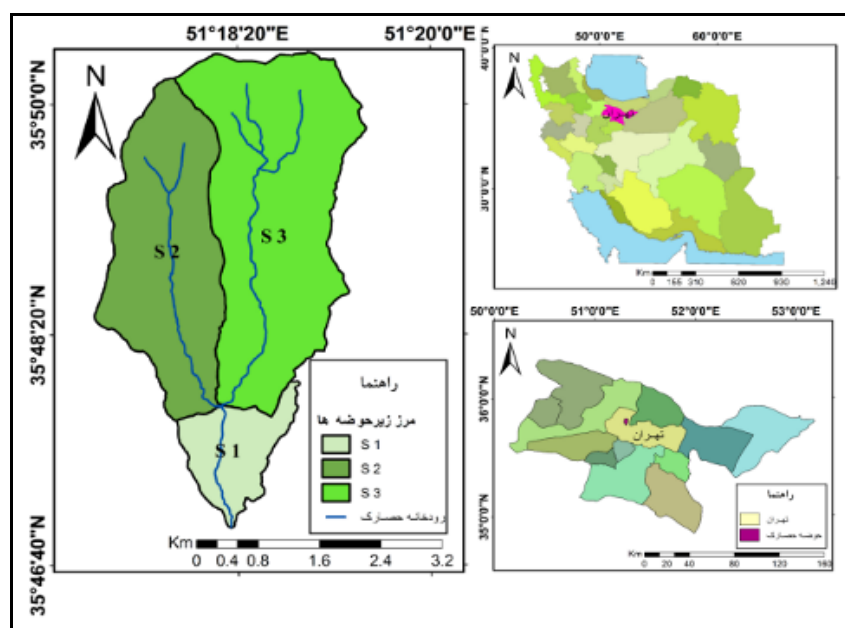 51°18'20"E
51°20'0"E
35°50'0"N
35°48'20"N
35°46'40"N
N
S 2
S 3
S 1
راهنما
مرز زیرحوضه ها
S 1
S 2
S 3
رودخانه حصارک
Km
0 0.4 0.8 1.6 2.4 3.2
50°0'0"E
60°0'0"E
40°0'0"N
30°0'0"N
N
Km
0 155 310 620 930 1,240
50°0'0"E
51°0'0"E
52°0'0"E
53°0'0"E
36°0'0"N
35°0'0"N
N
تهران
راهنما
تهران
حوضه حصارک
Km
0 20 40 80 120 160